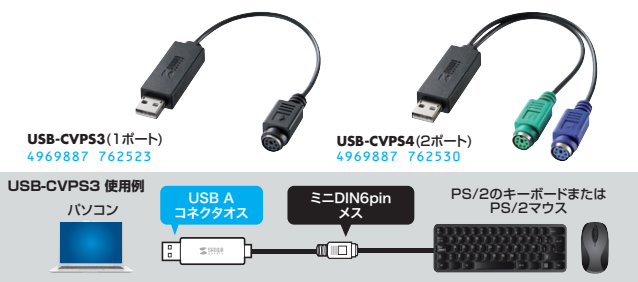 USB-CVPS3(1ポート)
4969887 762523
USB-CVPS4(2ポート)
4969887 762530
USB-CVPS3 使用例
パソコン
USB A
コネクタオス
ミニDIN6pin
メス
PS/2のキーボードまたは
PS/2マウス